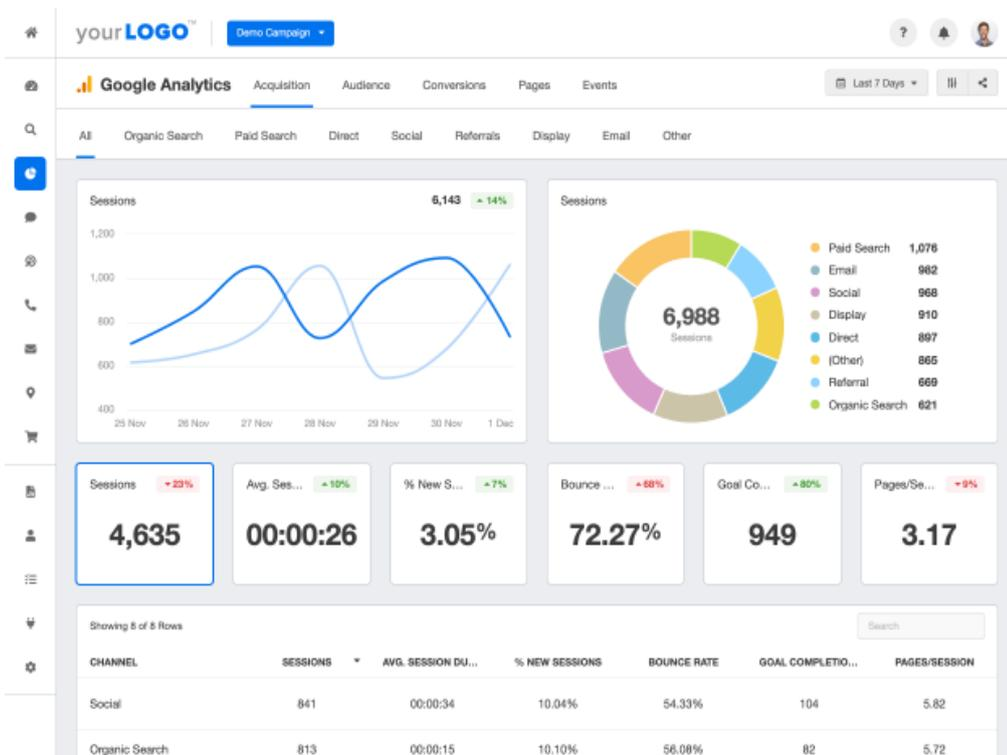 yourLOGO™ Demo Campaign ?
Google Analytics Acquisition Audience Conversions Pages Events Last 7 Days
All Organic Search Paid Search Direct Social Referrals Display Email Other
Sessions 6,143 14%
1,200
1,000
800
600
400
25 Nov 26 Nov 27 Nov 28 Nov 29 Nov 30 Nov 1 Dec
Sessions
6,988
Sessions
Paid Search 1,076
Email 982
Social 968
Display 910
Direct 897
(Other) 865
Referral 669
Organic Search 621
Sessions 23%
4,635
Avg. Ses... 10%
00:00:26
% New S... 7%
3.05%
Bounce ... 68%
72.27%
Goal Co... 80%
949
Pages/Se... 9%
3.17
Showing 8 of 8 Rows Search
CHANNEL SESSIONS AVG. SESSION DU... % NEW SESSIONS BOUNCE RATE GOAL COMPLETIO... PAGES/SESSION
Social 841 00:00:34 10.04% 54.33% 104 5.82
Organic Search 813 00:00:15 10.10% 56.08% 82 5.72